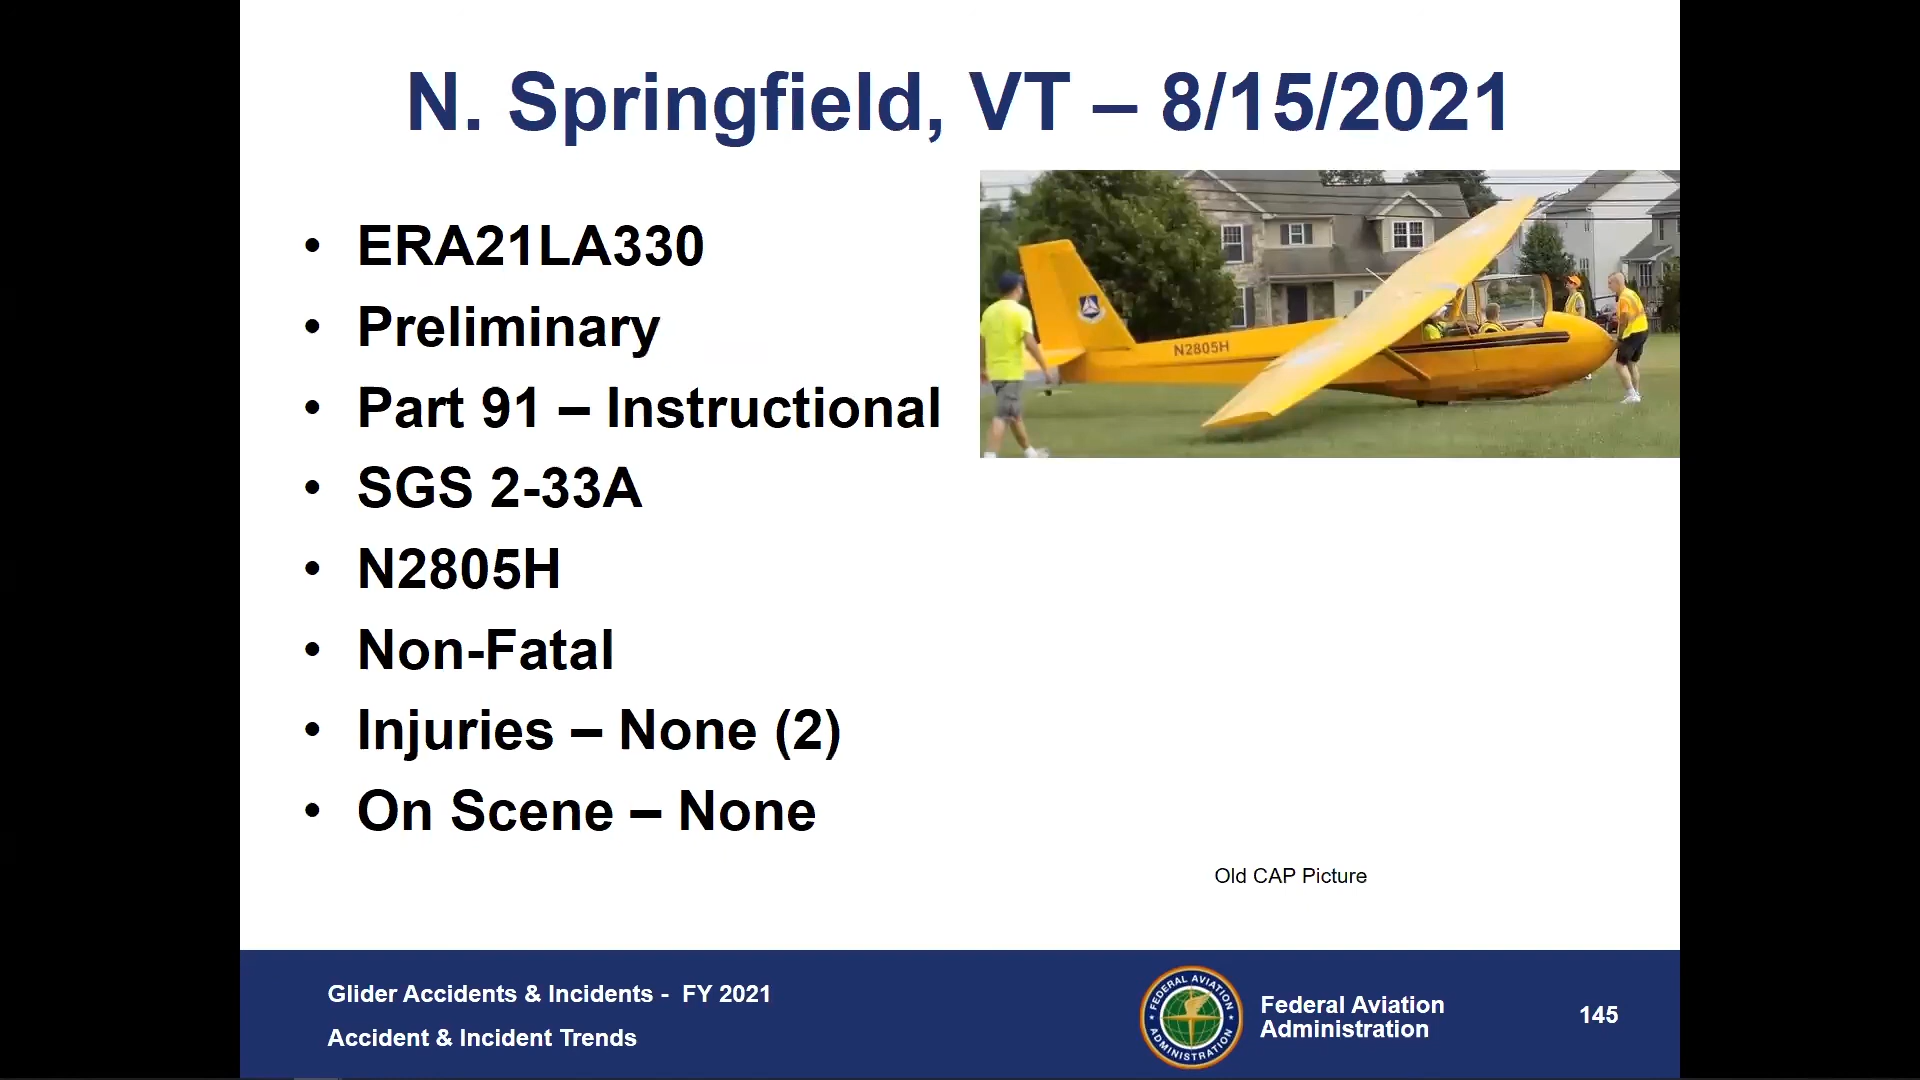 N. Springfield, VT – 8/15/2021
• ERA21LA330
• Preliminary
• Part 91 – Instructional
• SGS 2-33A
• N2805H
• Non-Fatal
• Injuries – None (2)
• On Scene – None
N2805H
Old CAP Picture
Glider Accidents & Incidents - FY 2021
Accident & Incident Trends
FEDERAL AVIATION
ADMINISTRATION
Federal Aviation
Administration
145